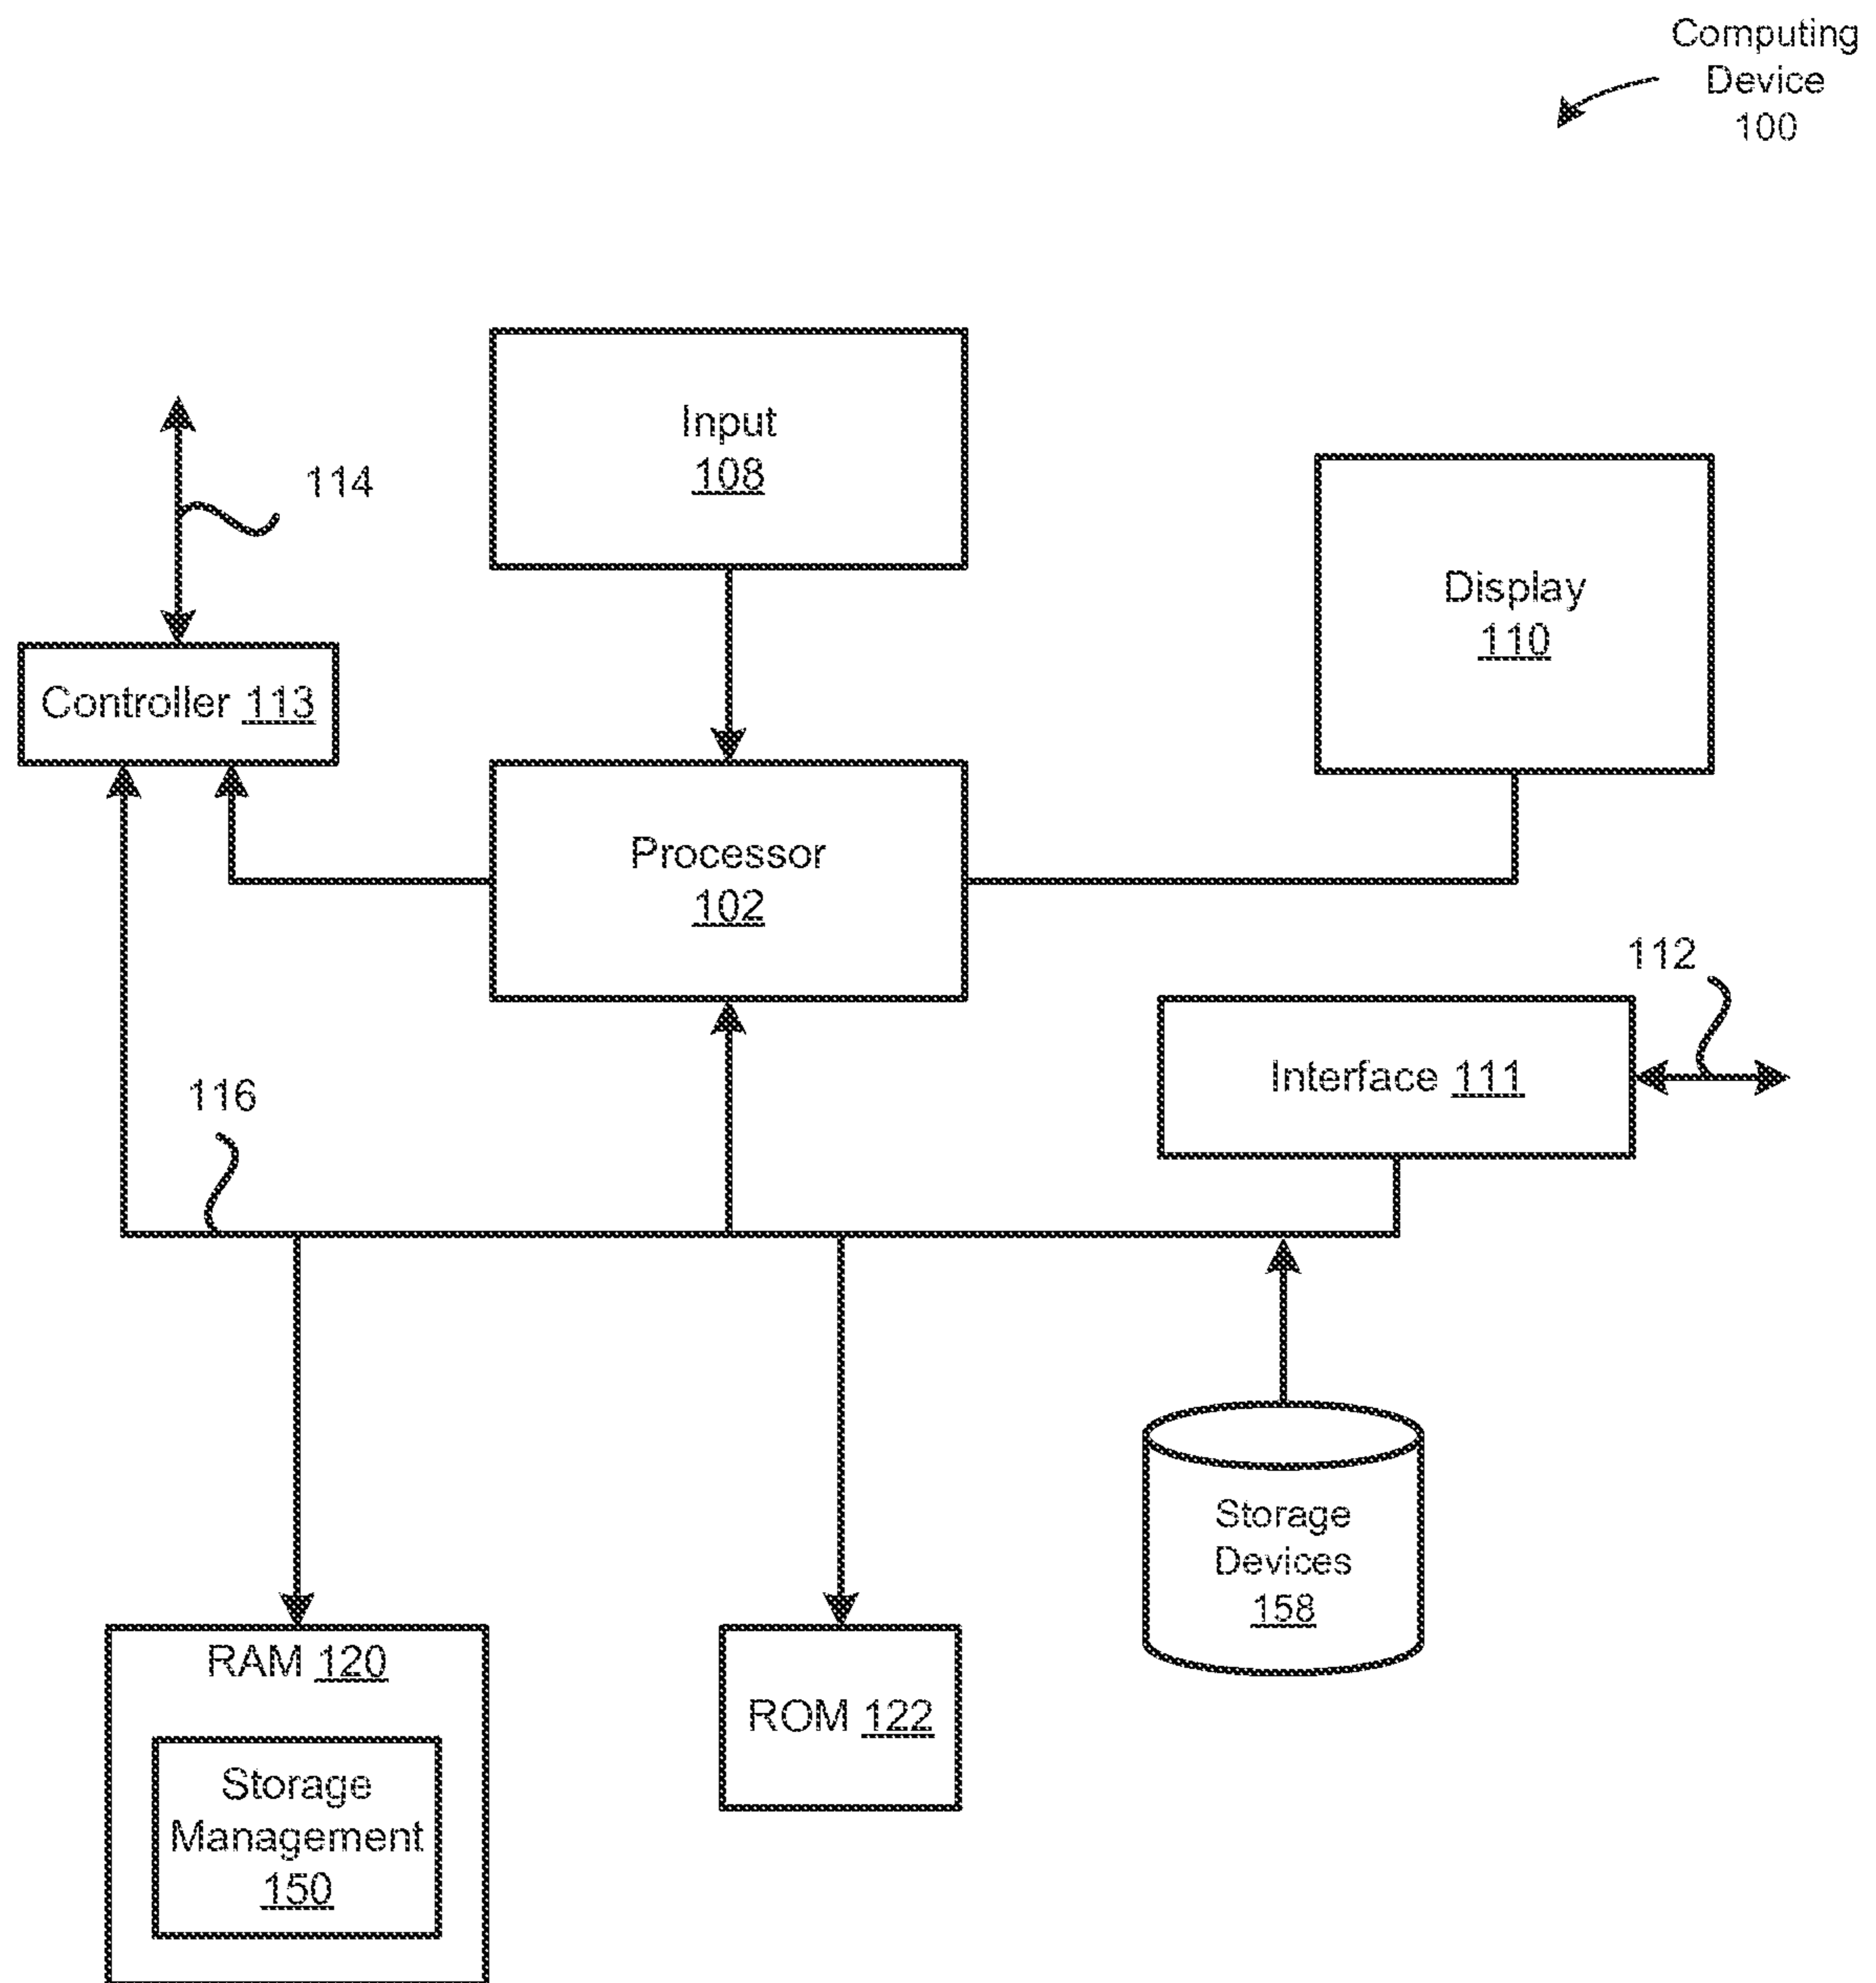 Computing
Device
100
Input
108
114
Display
110
Controller 113
Processor
102
112
Interface 111
116
Storage
Devices
158
RAM 120
ROM 122
Storage
Management
150